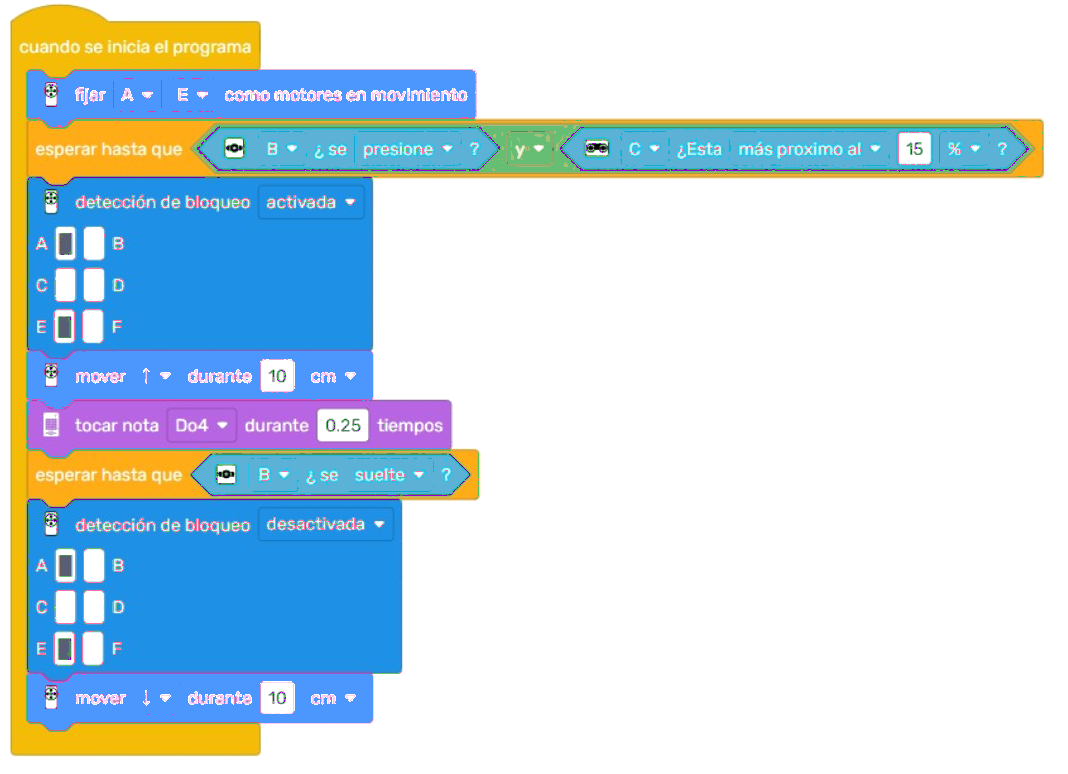 cuando se inicia el programa
fijar A E como motores en movimiento
esperar hasta que B ¿ se presione ? y C ¿Esta más proximo al 15 % ?
detección de bloqueo activada
A B
C D
E F
mover ↑ durante 10 cm
tocar nota Do4 durante 0.25 tiempos
esperar hasta que B ¿ se suelte ?
detección de bloqueo desactivada
A B
C D
E F
mover ↓ durante 10 cm